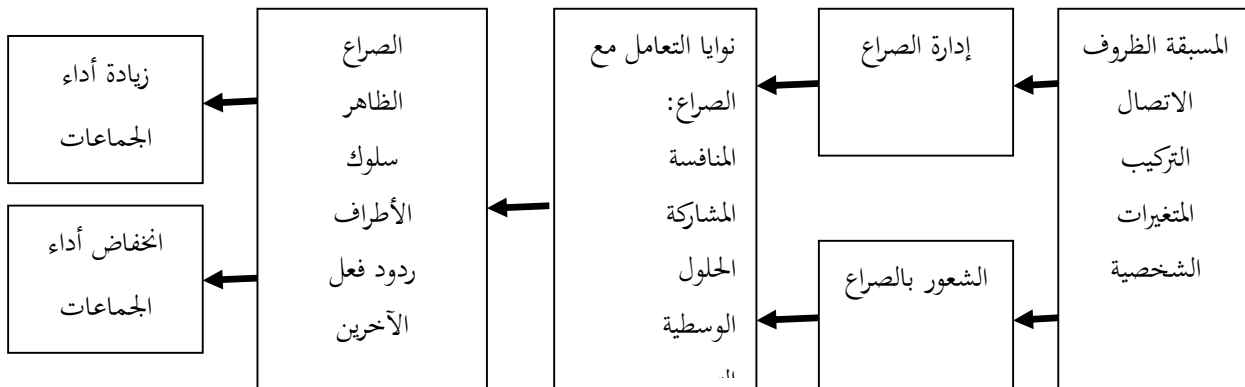 المسبقة الظروف
الاتصال
التركيب
المتغيرات
الشخصية
إدارة الصراع
الشعور بالصراع
نوايا التعامل مع
الصراع:
المنافسة
المشاركة
الحلول
الوسطية
الصراع
الظاهر
سلوك
الأطراف
ردود فعل
الآخرين
زيادة أداء
الجماعات
انخفاض أداء
الجماعات